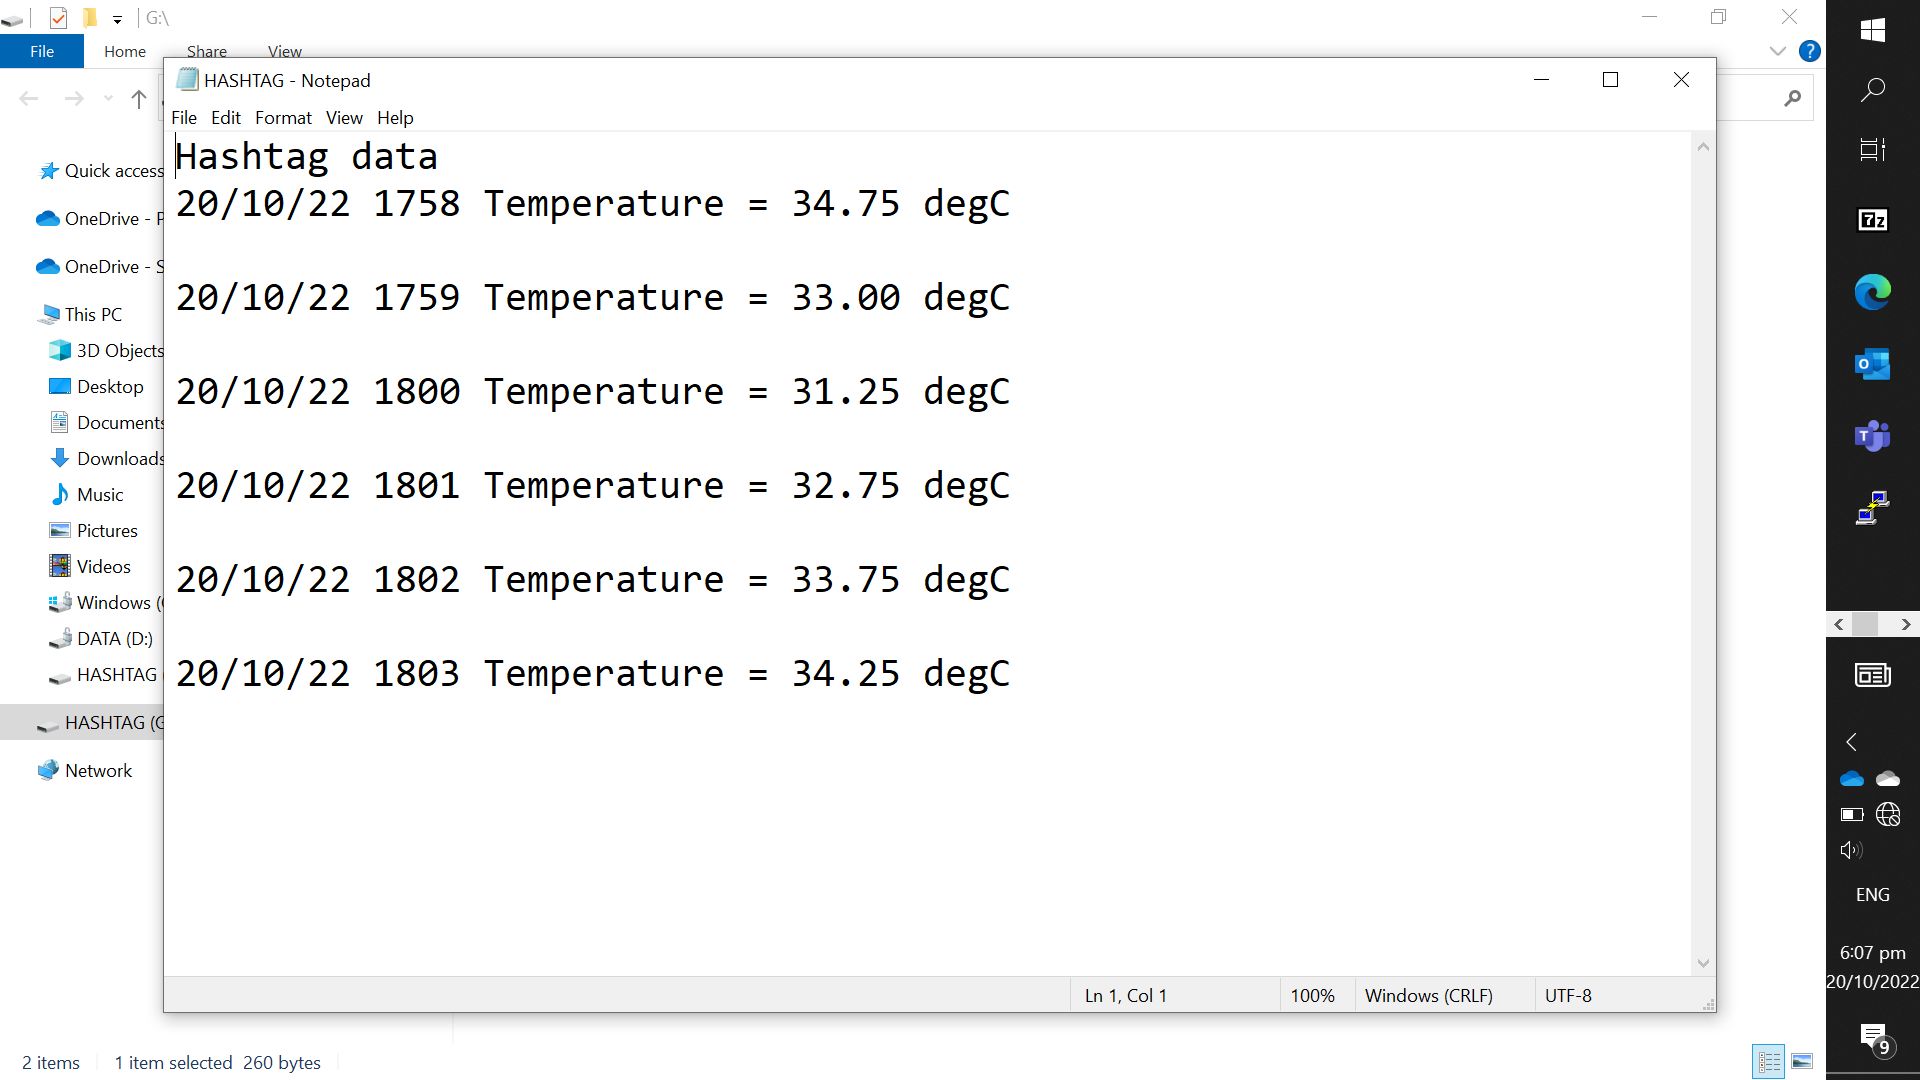 G:\
File Home Share View
HASHTAG - Notepad
File Edit Format View Help
Hashtag data
20/10/22 1758 Temperature = 34.75 degC
20/10/22 1759 Temperature = 33.00 degC
20/10/22 1800 Temperature = 31.25 degC
20/10/22 1801 Temperature = 32.75 degC
20/10/22 1802 Temperature = 33.75 degC
20/10/22 1803 Temperature = 34.25 degC
Quick access
OneDrive - P
OneDrive - S
This PC
3D Objects
Desktop
Documents
Downloads
Music
Pictures
Videos
Windows (
DATA (D:)
HASHTAG
HASHTAG (G
Network
Ln 1, Col 1 100% Windows (CRLF) UTF-8
2 items 1 item selected 260 bytes
7z
ENG
6:07 pm
20/10/2022
9